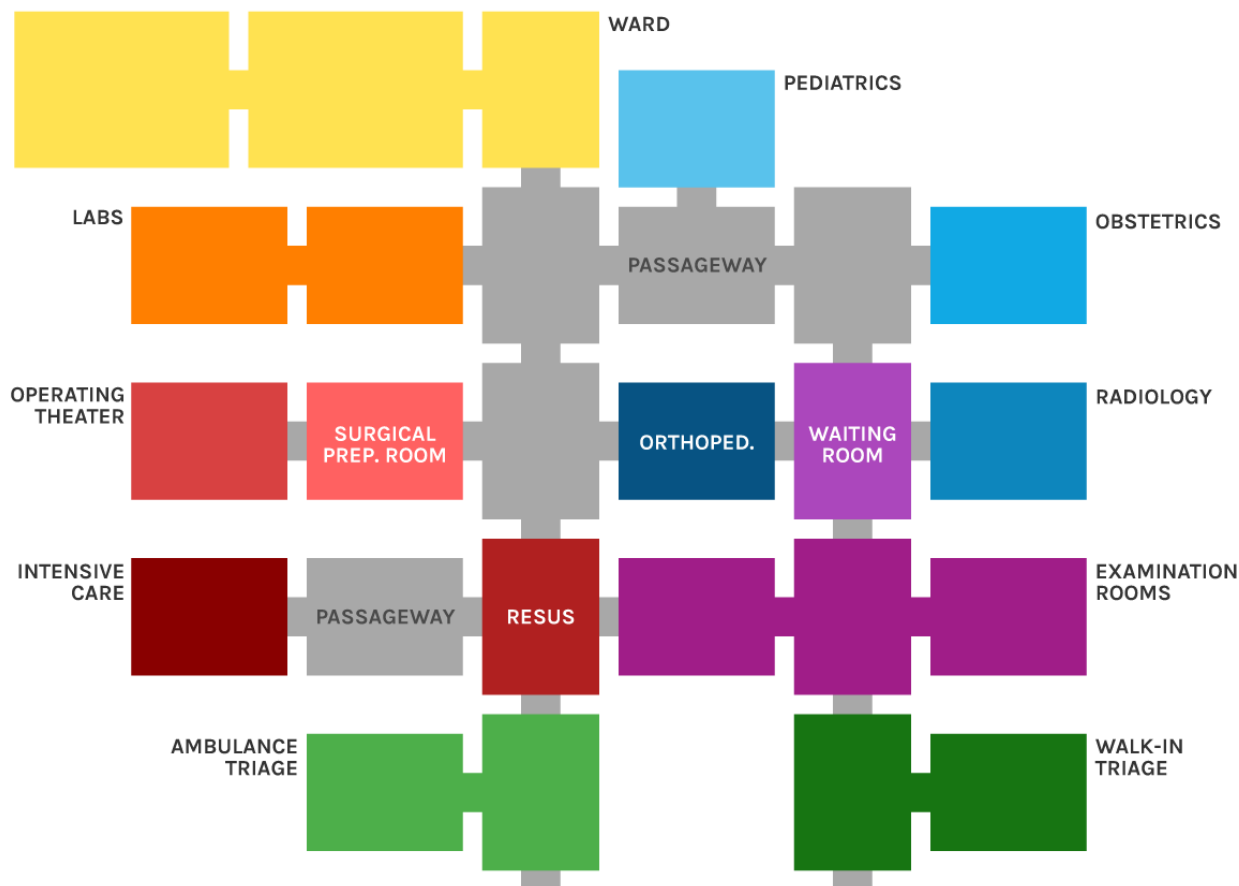 WARD
PEDIATRICS
LABS
OBSTETRICS
PASSAGEWAY
OPERATING
THEATER
SURGICAL
PREP. ROOM
ORTHOPED.
WAITING
ROOM
RADIOLOGY
INTENSIVE
CARE
PASSAGEWAY
RESUS
EXAMINATION
ROOMS
AMBULANCE
TRIAGE
WALK-IN
TRIAGE